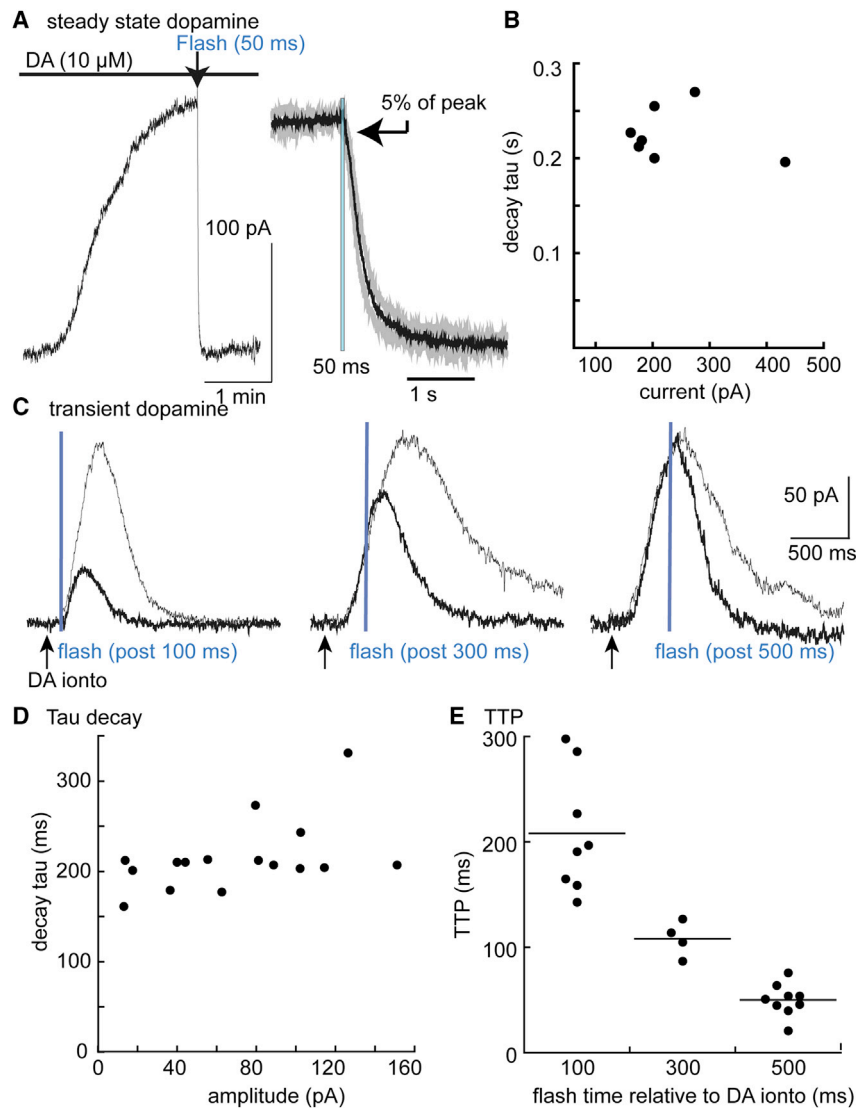 A steady state dopamine
Flash (50 ms)
DA (10 µM)
5% of peak
100 pA
1 min
50 ms
1 s
B
0.3
0.2
0.1
decay tau (s)
100 200 300 400 500
current (pA)
C transient dopamine
50 pA
500 ms
flash (post 100 ms)
flash (post 300 ms)
flash (post 500 ms)
DA ionto
D Tau decay
300
200
100
0
decay tau (ms)
0 40 80 120 160
amplitude (pA)
E TTP
300
200
100
0
TTP (ms)
100 300 500
flash time relative to DA ionto (ms)